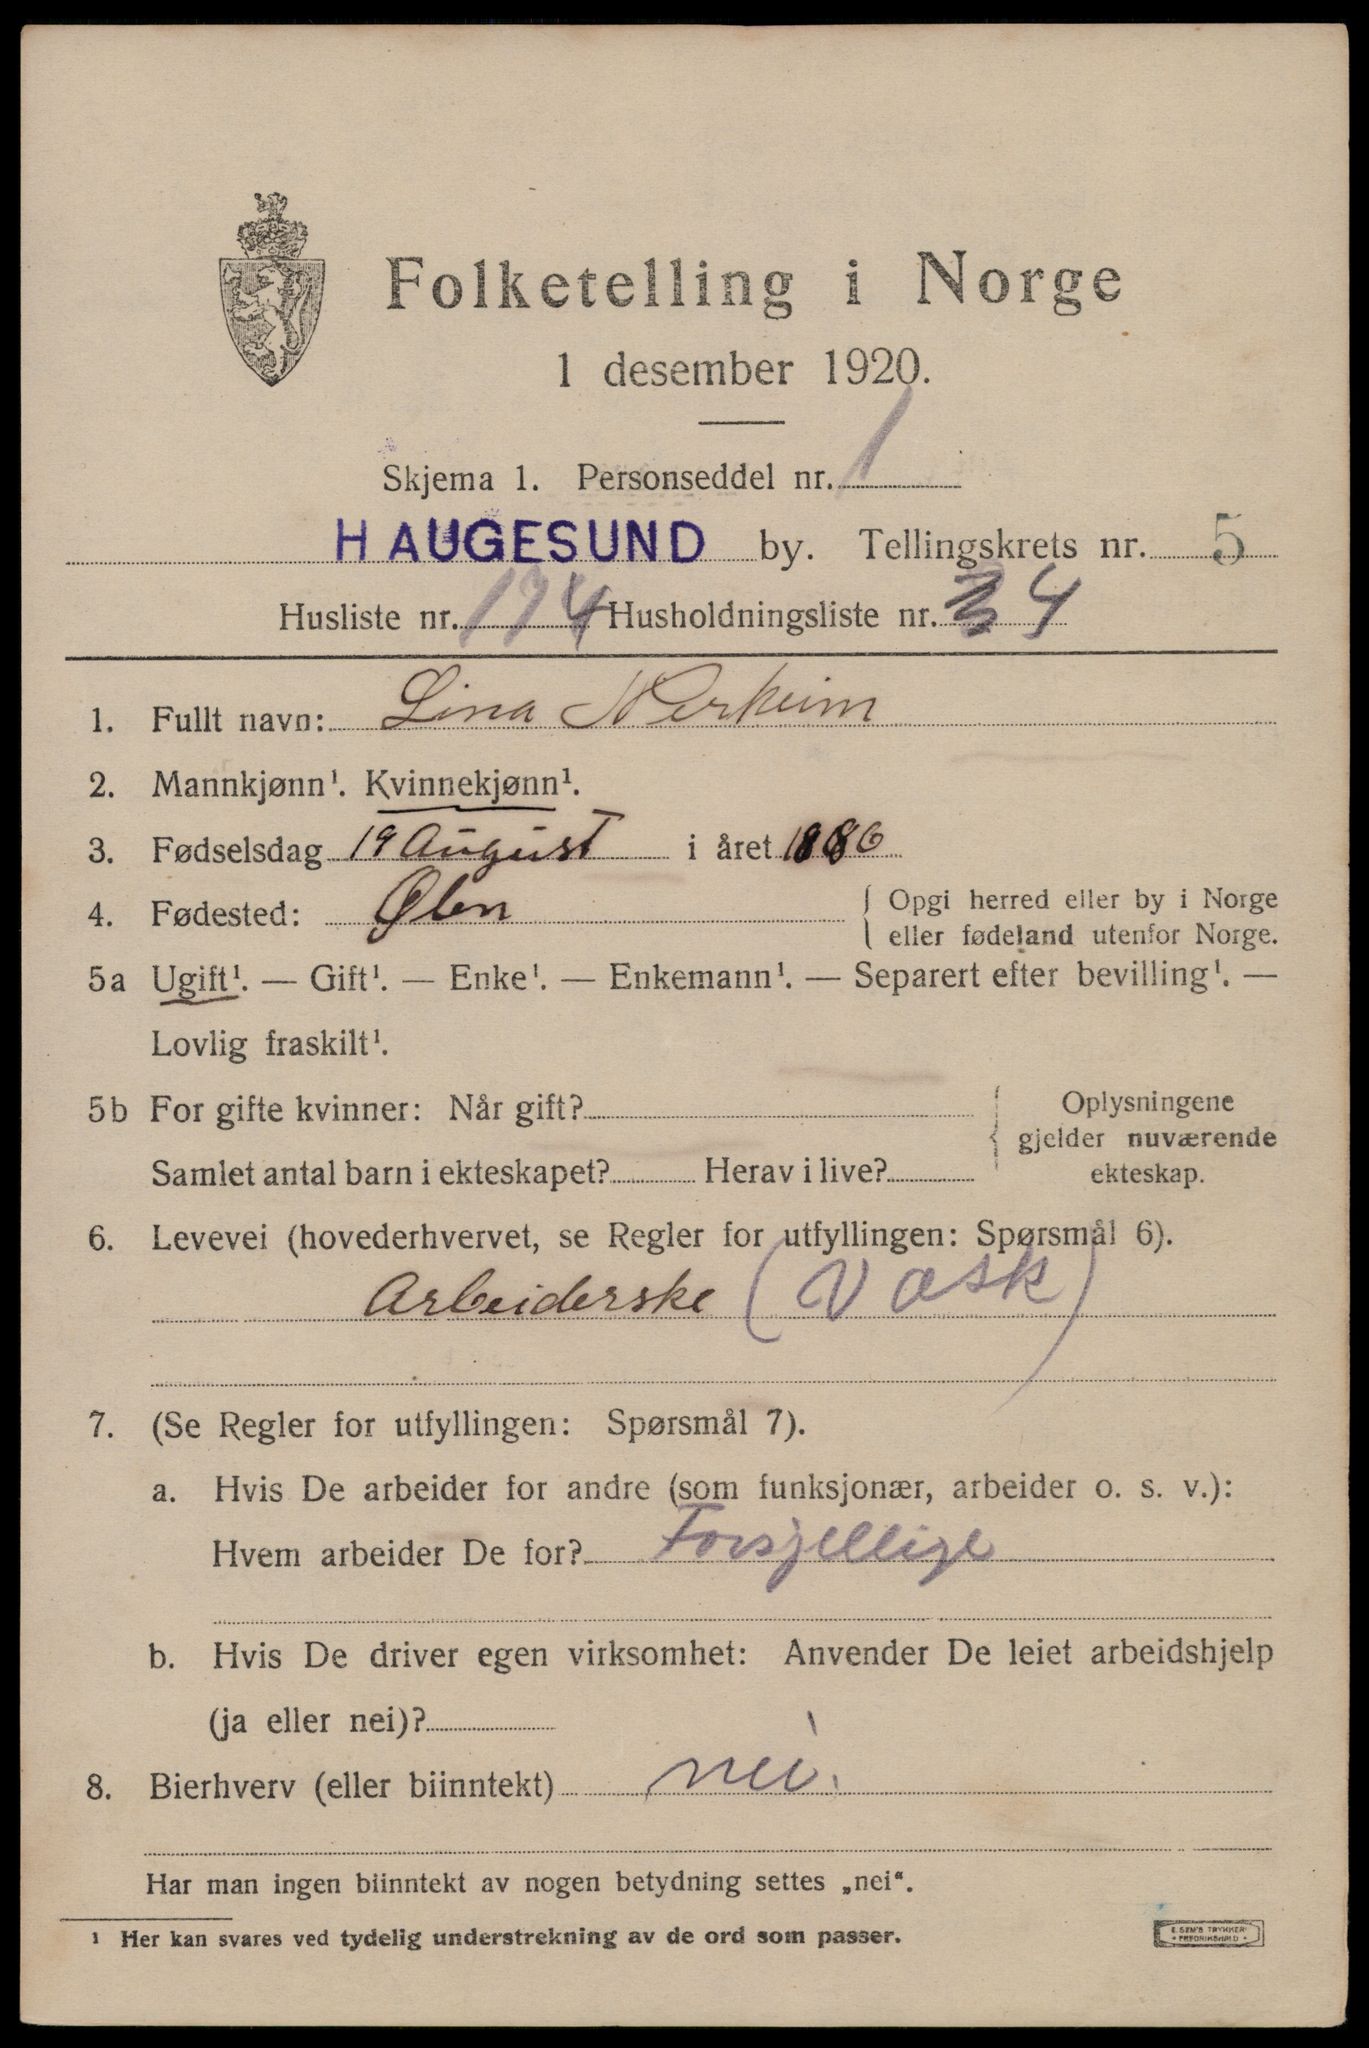 Folketelling i Norge
1 desember 1920.
Skjema 1. Personseddel nr. 1
HAUGESUND by. Tellingskrets nr. 5
Husliste nr. 174 Husholdningsliste nr. 4
1. Fullt navn: Lina Nerheim
2. Mannkjønn¹. Kvinnekjønn¹.
3. Fødselsdag 19 August i året 1886
4. Fødested: Ølen { Opgi herred eller by i Norge
eller fødeland utenfor Norge.
5a Ugift¹. — Gift¹. — Enke¹. — Enkemann¹. — Separert efter bevilling¹. —
Lovlig fraskilt¹.
5b For gifte kvinner: Når gift?
Samlet antal barn i ekteskapet? Herav i live?
{ Oplysningene
gjelder nuværende
ekteskap.
6. Levevei (hovederhvervet, se Regler for utfyllingen: Spørsmål 6).
Arbeiderske (Vask)
7. (Se Regler for utfyllingen: Spørsmål 7).
a. Hvis De arbeider for andre (som funksjonær, arbeider o. s. v.):
Hvem arbeider De for? Forsjellige
b. Hvis De driver egen virksomhet: Anvender De leiet arbeidshjelp
(ja eller nei)?
8. Bierhverv (eller biinntekt) nei.
Har man ingen biinntekt av nogen betydning settes „nei“.
¹ Her kan svares ved tydelig understrekning av de ord som passer.